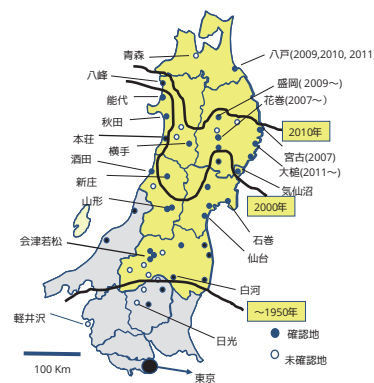 青森
八戸(2009,2010, 2011
八峰
盛岡( 2009～)
能代
花巻(2007～)
秋田
2010年
本荘
横手
宮古(2007)
酒田
大槌(2011～)
新庄
気仙沼
山形
2000年
石巻
会津若松
仙台
白河
～1950年
軽井沢
確認地
日光
未確認地
100 Km
東京